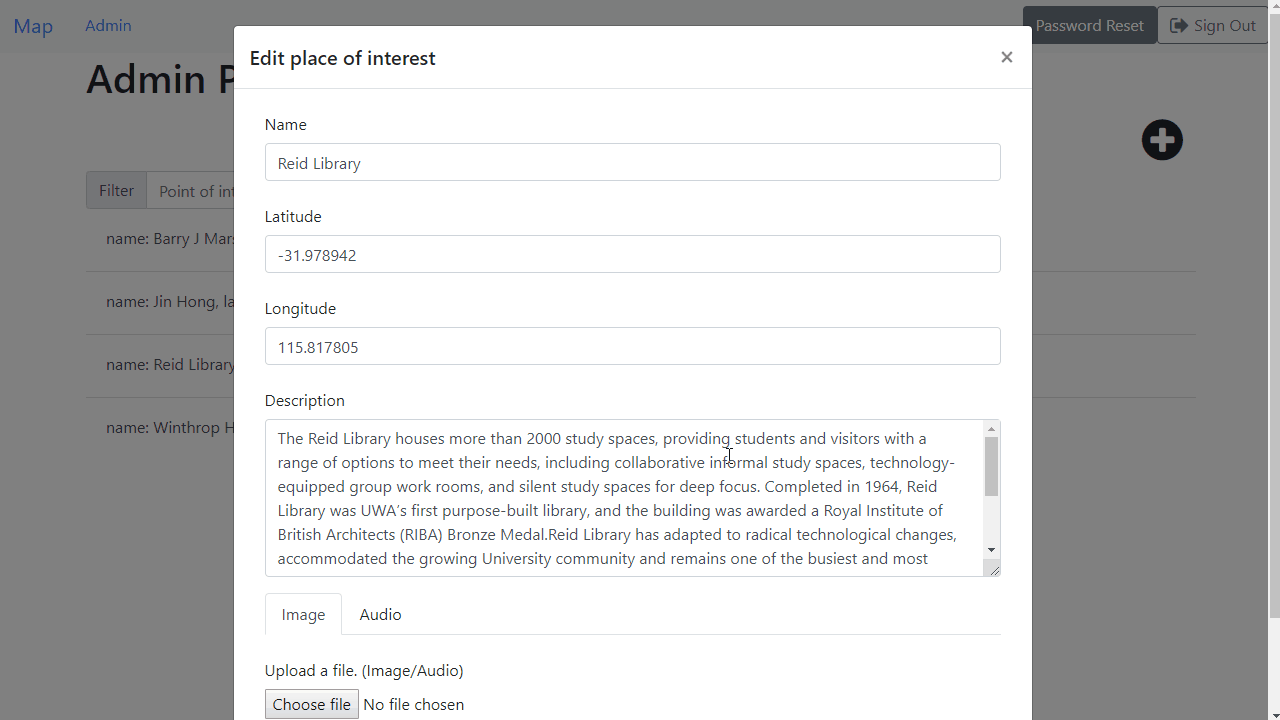 Map Admin Password Reset Sign Out
Edit place of interest ×
Admin P
Name
Reid Library
Filter Point of int
Latitude
name: Barry J Mars
-31.978942
Longitude
name: Jin Hong, la
115.817805
name: Reid Library
Description
name: Winthrop H
The Reid Library houses more than 2000 study spaces, providing students and visitors with a
range of options to meet their needs, including collaborative informal study spaces, technology-
equipped group work rooms, and silent study spaces for deep focus. Completed in 1964, Reid
Library was UWA’s first purpose-built library, and the building was awarded a Royal Institute of
British Architects (RIBA) Bronze Medal.Reid Library has adapted to radical technological changes,
accommodated the growing University community and remains one of the busiest and most
Image Audio
Upload a file. (Image/Audio)
Choose file No file chosen